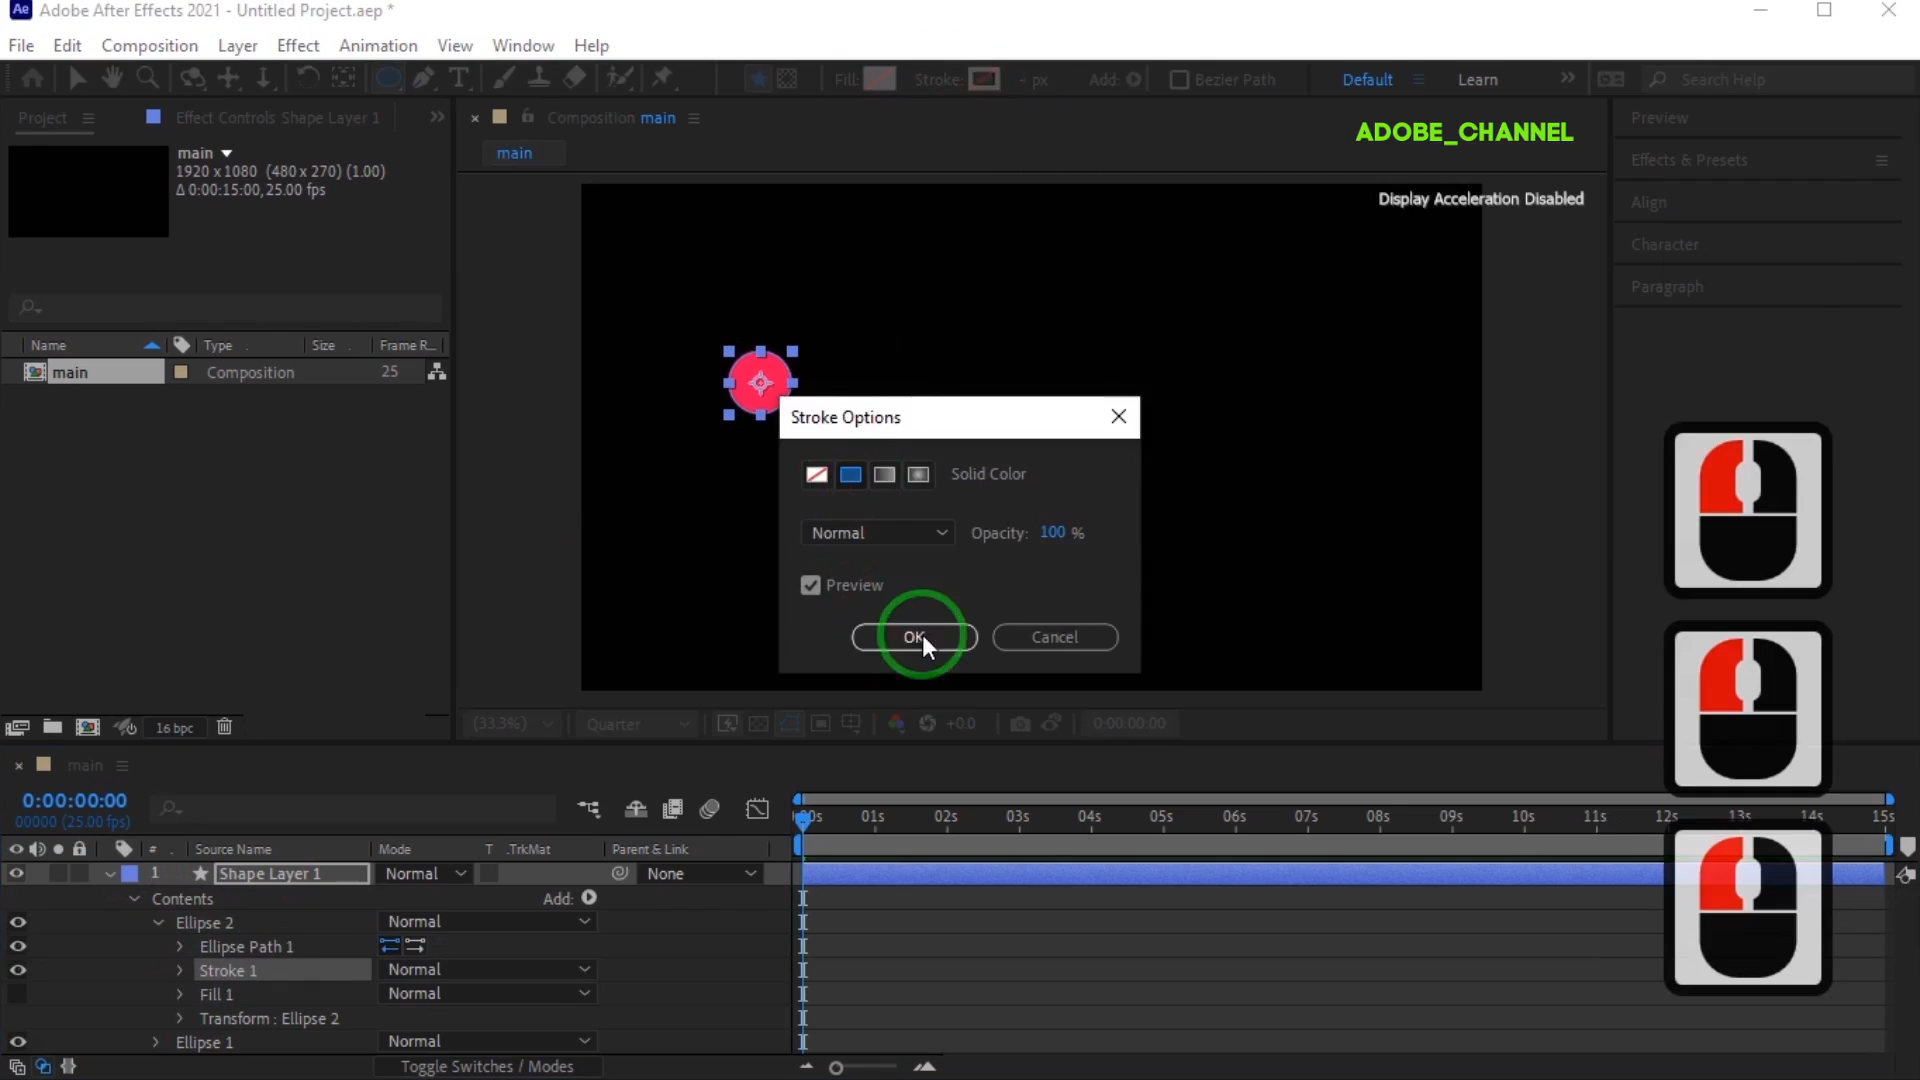 Ae Adobe After Effects 2021 - Untitled Project.aep *
File Edit Composition Layer Effect Animation View Window Help
Fill: Stroke: - px Add: Bezier Path Default Learn Search Help
Project Effect Controls Shape Layer 1
Composition main
Preview
ADOBE_CHANNEL
main
main
1920 x 1080 (480 x 270) (1.00)
Δ 0:00:15:00, 25.00 fps
Effects & Presets
Display Acceleration Disabled
Align
Character
Paragraph
Name Type Size Frame R...
main Composition 25
Stroke Options
Solid Color
Normal Opacity: 100 %
Preview
OK Cancel
16 bpc
(33.3%) Quarter +0.0 0:00:00:00
main
0:00:00:00
00000 (25.00 fps)
01s 02s 03s 04s 05s 06s 07s 08s 09s 10s 11s 12s 13s 14s 15s
# Source Name Mode T .TrkMat Parent & Link
1 Shape Layer 1 Normal None
Contents Add:
Ellipse 2 Normal
Ellipse Path 1
Stroke 1 Normal
Fill 1 Normal
Transform : Ellipse 2
Ellipse 1 Normal
Toggle Switches / Modes